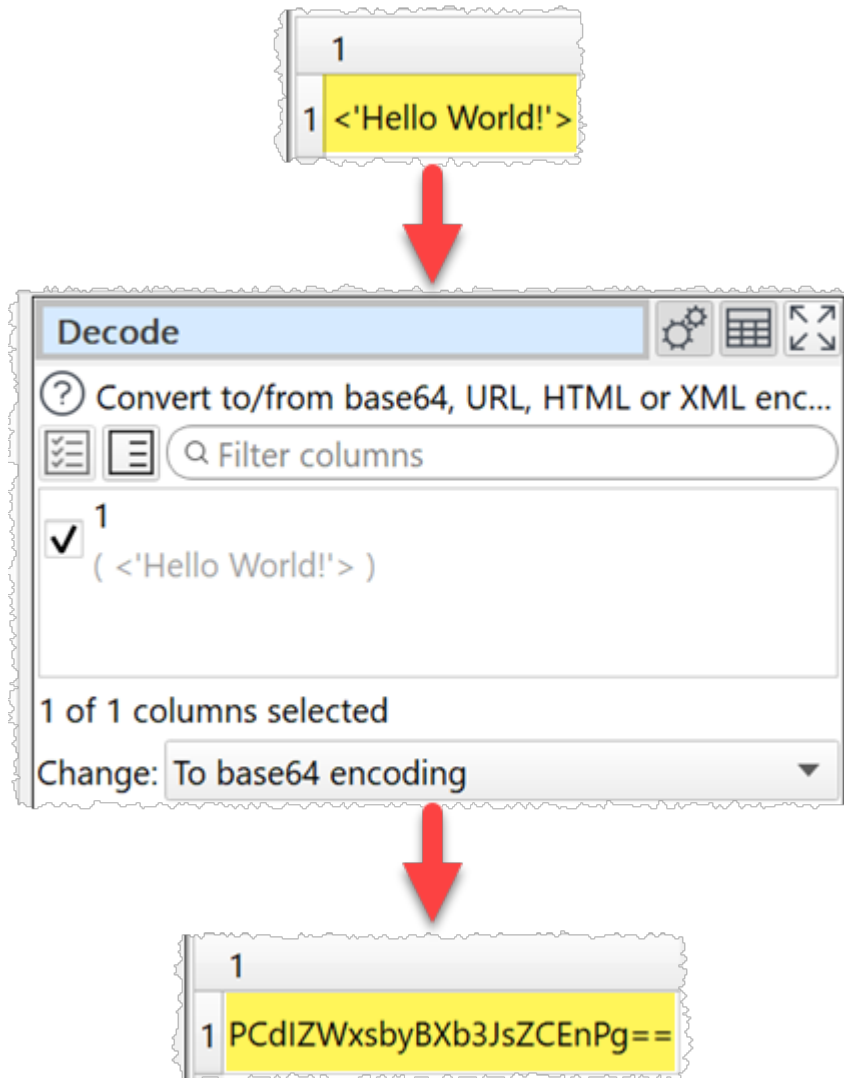 1
1 <'Hello World!'>
Decode
? Convert to/from base64, URL, HTML or XML enc...
Filter columns
1
( <'Hello World!'> )
1 of 1 columns selected
Change: To base64 encoding
1
1 PCdIZWxsbyBXb3JsZCEnPg==